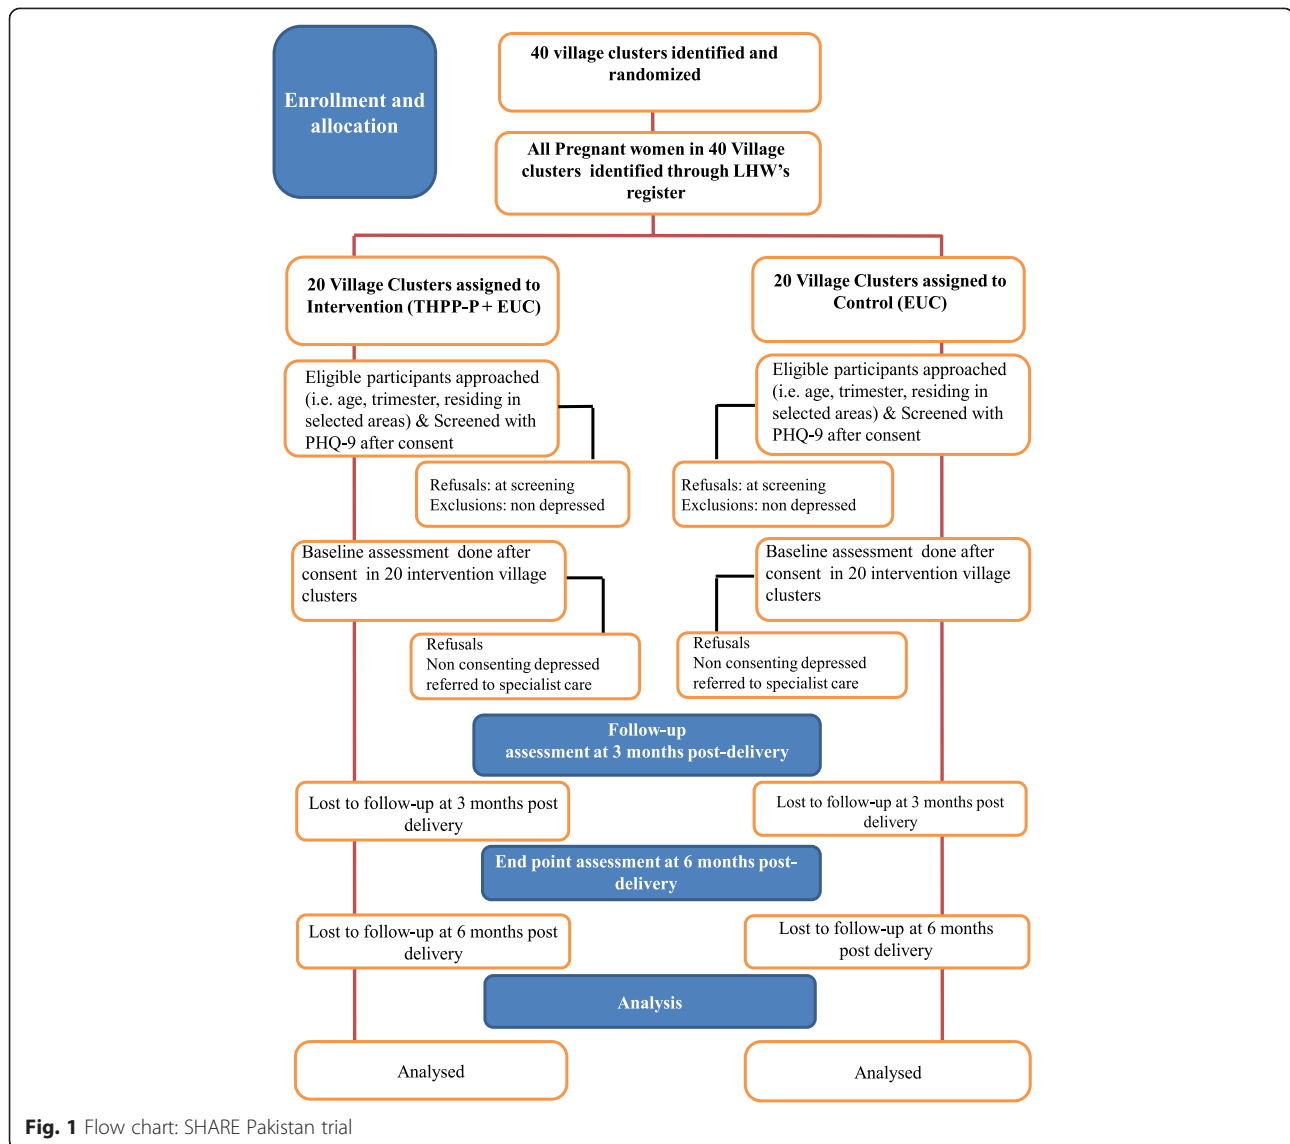 Enrollment and
allocation
40 village clusters identified and
randomized
All Pregnant women in 40 Village
clusters identified through LHW's
register
20 Village Clusters assigned to
Intervention (THPP-P + EUC)
20 Village Clusters assigned to
Control (EUC)
Eligible participants approached
(i.e. age, trimester, residing in
selected areas) & Screened with
PHQ-9 after consent
Eligible participants approached
(i.e. age, trimester, residing in
selected areas) & Screened with
PHQ-9 after consent
Refusals: at screening
Exclusions: non depressed
Refusals: at screening
Exclusions: non depressed
Baseline assessment done after
consent in 20 intervention village
clusters
Baseline assessment done after
consent in 20 intervention village
clusters
Refusals
Non consenting depressed
referred to specialist care
Refusals
Non consenting depressed
referred to specialist care
Follow-up
assessment at 3 months post-delivery
Lost to follow-up at 3 months post
delivery
Lost to follow-up at 3 months post
delivery
End point assessment at 6 months post-
delivery
Lost to follow-up at 6 months post
delivery
Lost to follow-up at 6 months
post delivery
Analysis
Analysed
Analysed
Fig. 1 Flow chart: SHARE Pakistan trial